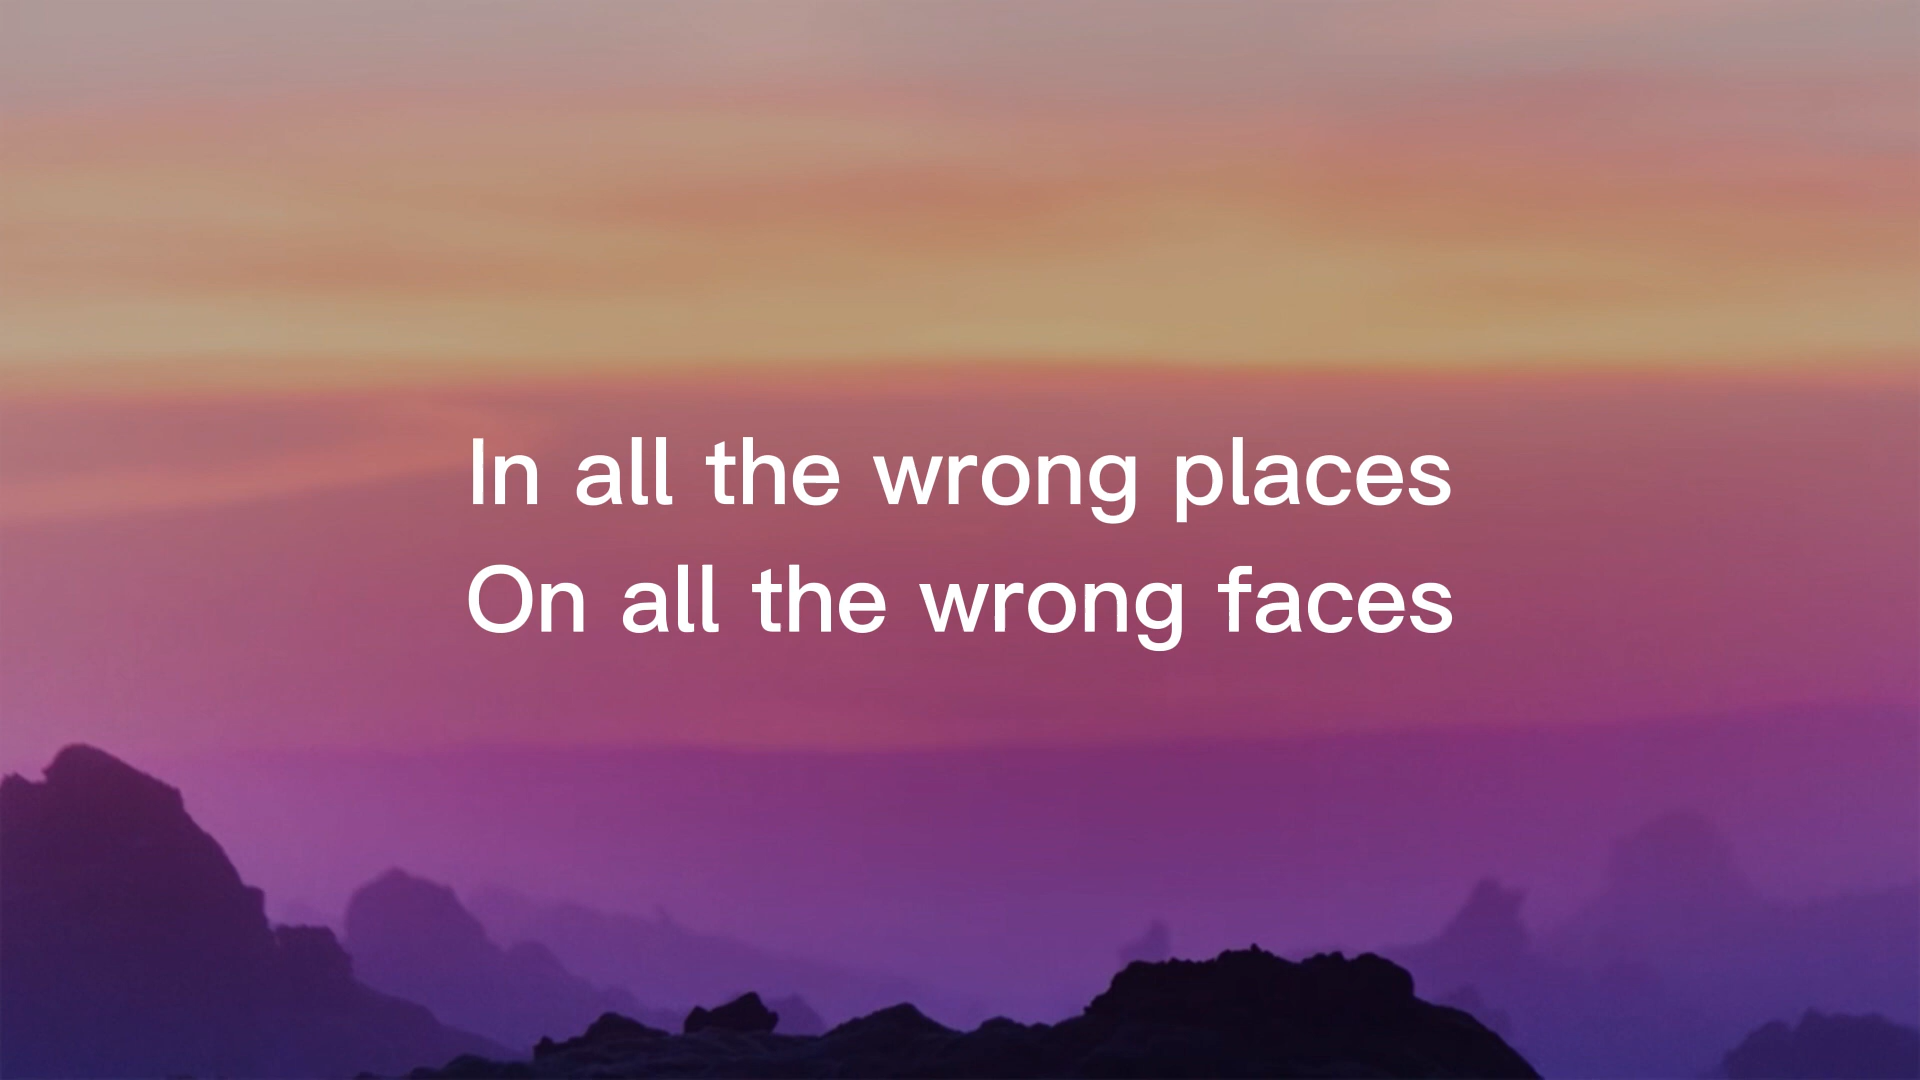 In all the wrong places
On all the wrong faces